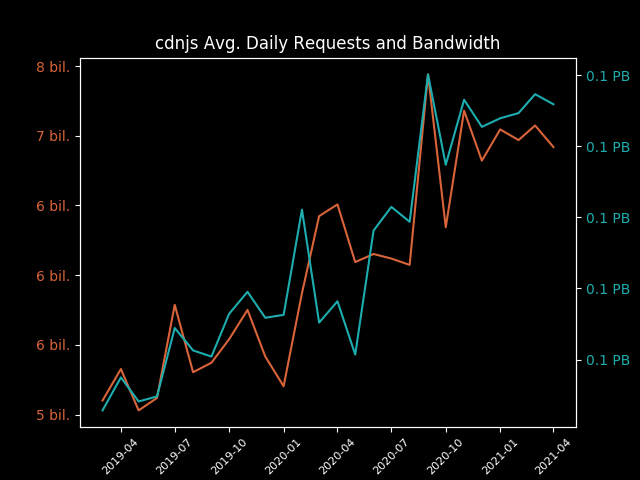 cdnjs Avg. Daily Requests and Bandwidth
8 bil.
7 bil.
6 bil.
6 bil.
6 bil.
5 bil.
0.1 PB
0.1 PB
0.1 PB
0.1 PB
0.1 PB
2019-04
2019-07
2019-10
2020-01
2020-04
2020-07
2020-10
2021-01
2021-04